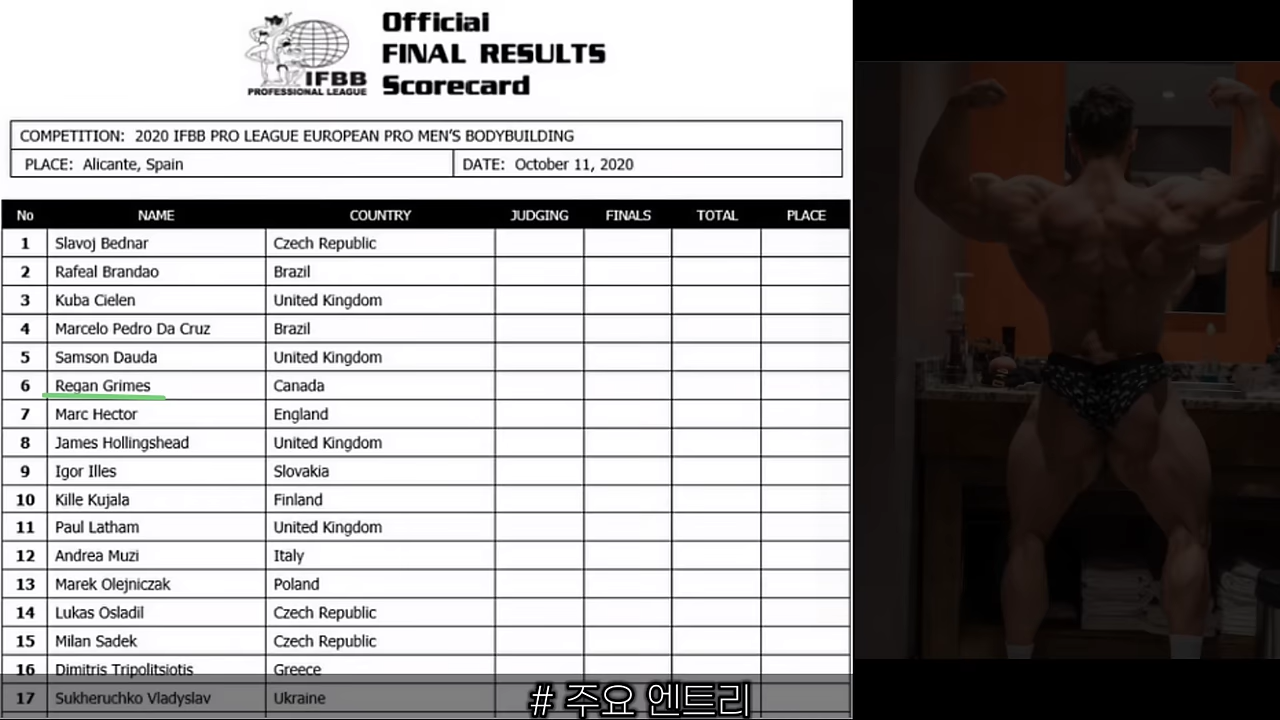 Official
FINAL RESULTS
Scorecard
IFBB
PROFESSIONAL LEAGUE
COMPETITION: 2020 IFBB PRO LEAGUE EUROPEAN PRO MEN'S BODYBUILDING
PLACE: Alicante, Spain DATE: October 11, 2020
No NAME COUNTRY JUDGING FINALS TOTAL PLACE
1 Slavoj Bednar Czech Republic
2 Rafeal Brandao Brazil
3 Kuba Cielen United Kingdom
4 Marcelo Pedro Da Cruz Brazil
5 Samson Dauda United Kingdom
6 Regan Grimes Canada
7 Marc Hector England
8 James Hollingshead United Kingdom
9 Igor Illes Slovakia
10 Kille Kujala Finland
11 Paul Latham United Kingdom
12 Andrea Muzi Italy
13 Marek Olejniczak Poland
14 Lukas Osladil Czech Republic
15 Milan Sadek Czech Republic
16 Dimitris Tripolitsiotis Greece
17 Sukheruchko Vladyslav Ukraine
# 주요 엔트리